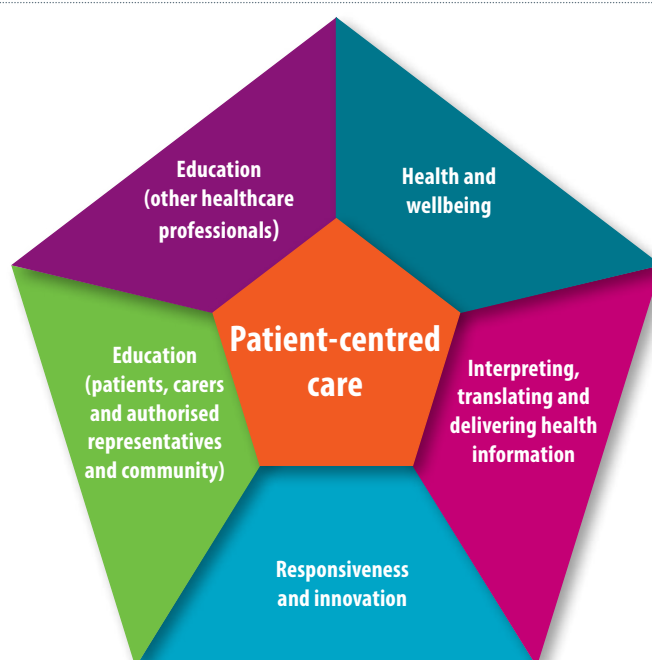 Education
(other healthcare
professionals)
Health and
wellbeing
Patient-centred
care
Education
(patients, carers
and authorised
representatives
and community)
Interpreting,
translating and
delivering health
information
Responsiveness
and innovation